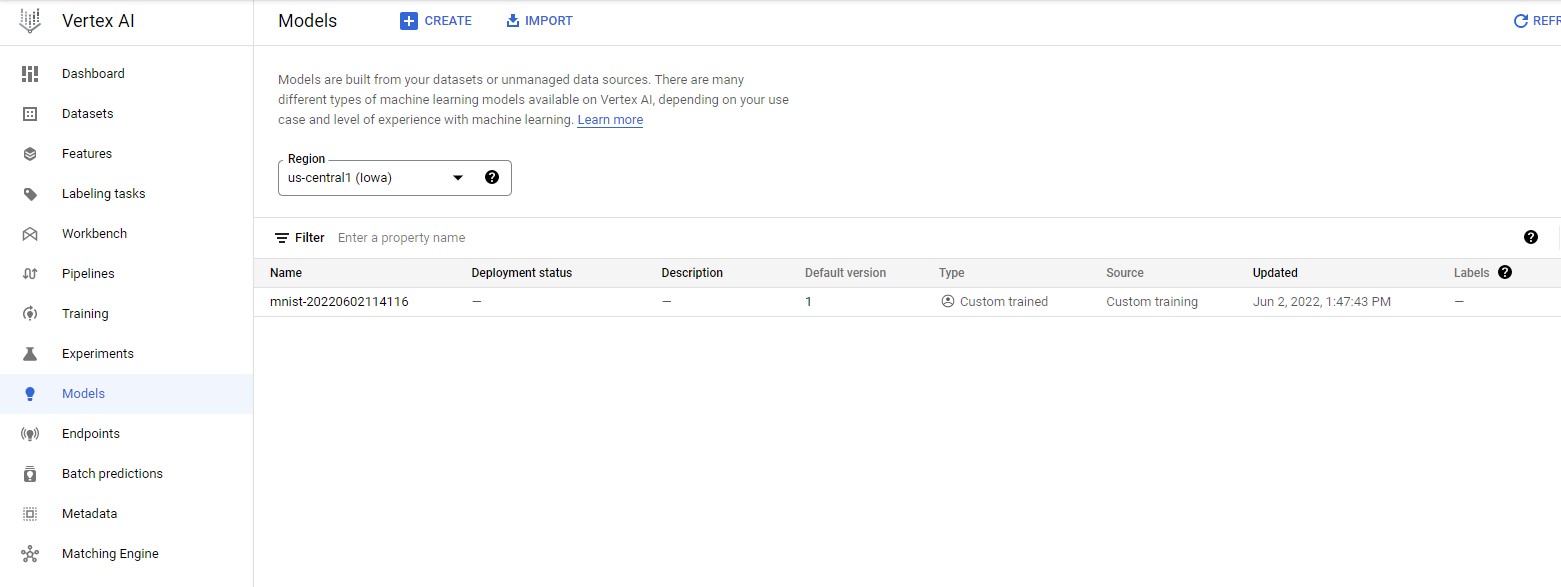 Vertex AI
Models
CREATE
IMPORT
REFR
Dashboard
Datasets
Features
Labeling tasks
Workbench
Pipelines
Training
Experiments
Models
Endpoints
Batch predictions
Metadata
Matching Engine
Models are built from your datasets or unmanaged data sources. There are many
different types of machine learning models available on Vertex AI, depending on your use
case and level of experience with machine learning. Learn more
Region
us-central1 (Iowa)
Filter Enter a property name
Name Deployment status Description Default version Type Source Updated Labels
mnist-20220602114116 — — 1 Custom trained Custom training Jun 2, 2022, 1:47:43 PM —